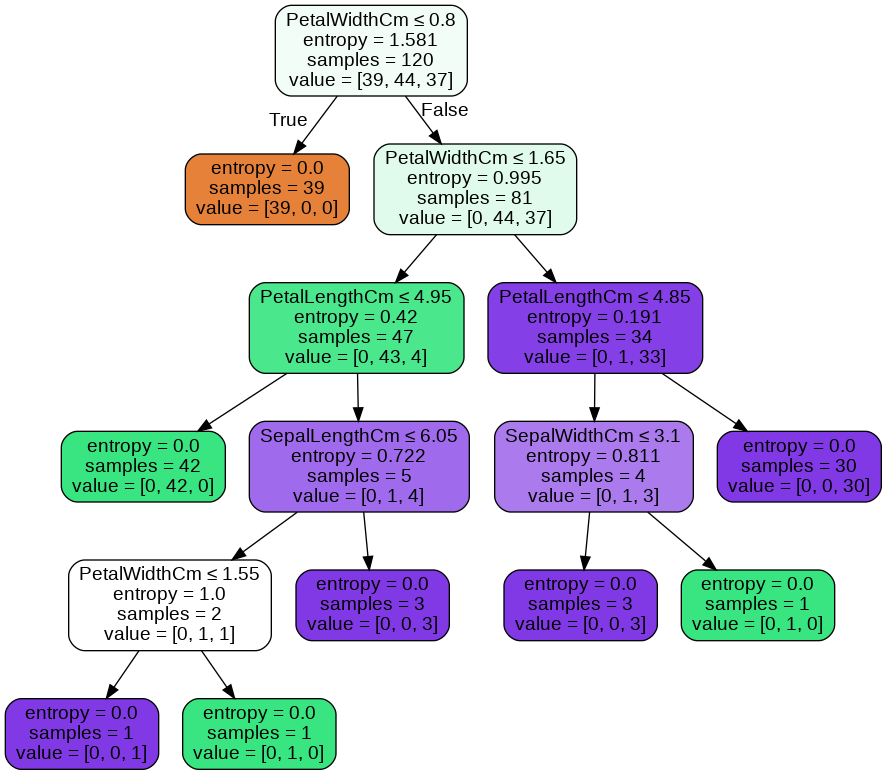 PetalWidthCm ≤ 0.8
entropy = 1.581
samples = 120
value = [39, 44, 37]
True
False
entropy = 0.0
samples = 39
value = [39, 0, 0]
PetalWidthCm ≤ 1.65
entropy = 0.995
samples = 81
value = [0, 44, 37]
PetalLengthCm ≤ 4.95
entropy = 0.42
samples = 47
value = [0, 43, 4]
PetalLengthCm ≤ 4.85
entropy = 0.191
samples = 34
value = [0, 1, 33]
entropy = 0.0
samples = 42
value = [0, 42, 0]
SepalLengthCm ≤ 6.05
entropy = 0.722
samples = 5
value = [0, 1, 4]
SepalWidthCm ≤ 3.1
entropy = 0.811
samples = 4
value = [0, 1, 3]
entropy = 0.0
samples = 30
value = [0, 0, 30]
PetalWidthCm ≤ 1.55
entropy = 1.0
samples = 2
value = [0, 1, 1]
entropy = 0.0
samples = 3
value = [0, 0, 3]
entropy = 0.0
samples = 3
value = [0, 0, 3]
entropy = 0.0
samples = 1
value = [0, 1, 0]
entropy = 0.0
samples = 1
value = [0, 0, 1]
entropy = 0.0
samples = 1
value = [0, 1, 0]